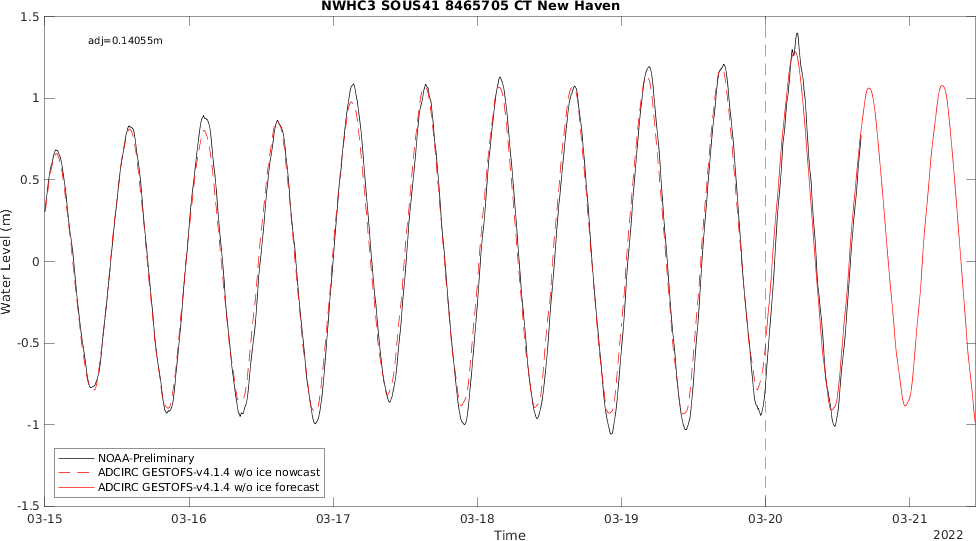 NWHC3 SOUS41 8465705 CT New Haven
adj=0.14055m
1.5
1
0.5
0
-0.5
-1
-1.5
Water Level (m)
NOAA-Preliminary
ADCIRC GESTOFS-v4.1.4 w/o ice nowcast
ADCIRC GESTOFS-v4.1.4 w/o ice forecast
03-15 03-16 03-17 03-18 03-19 03-20 03-21
Time
2022